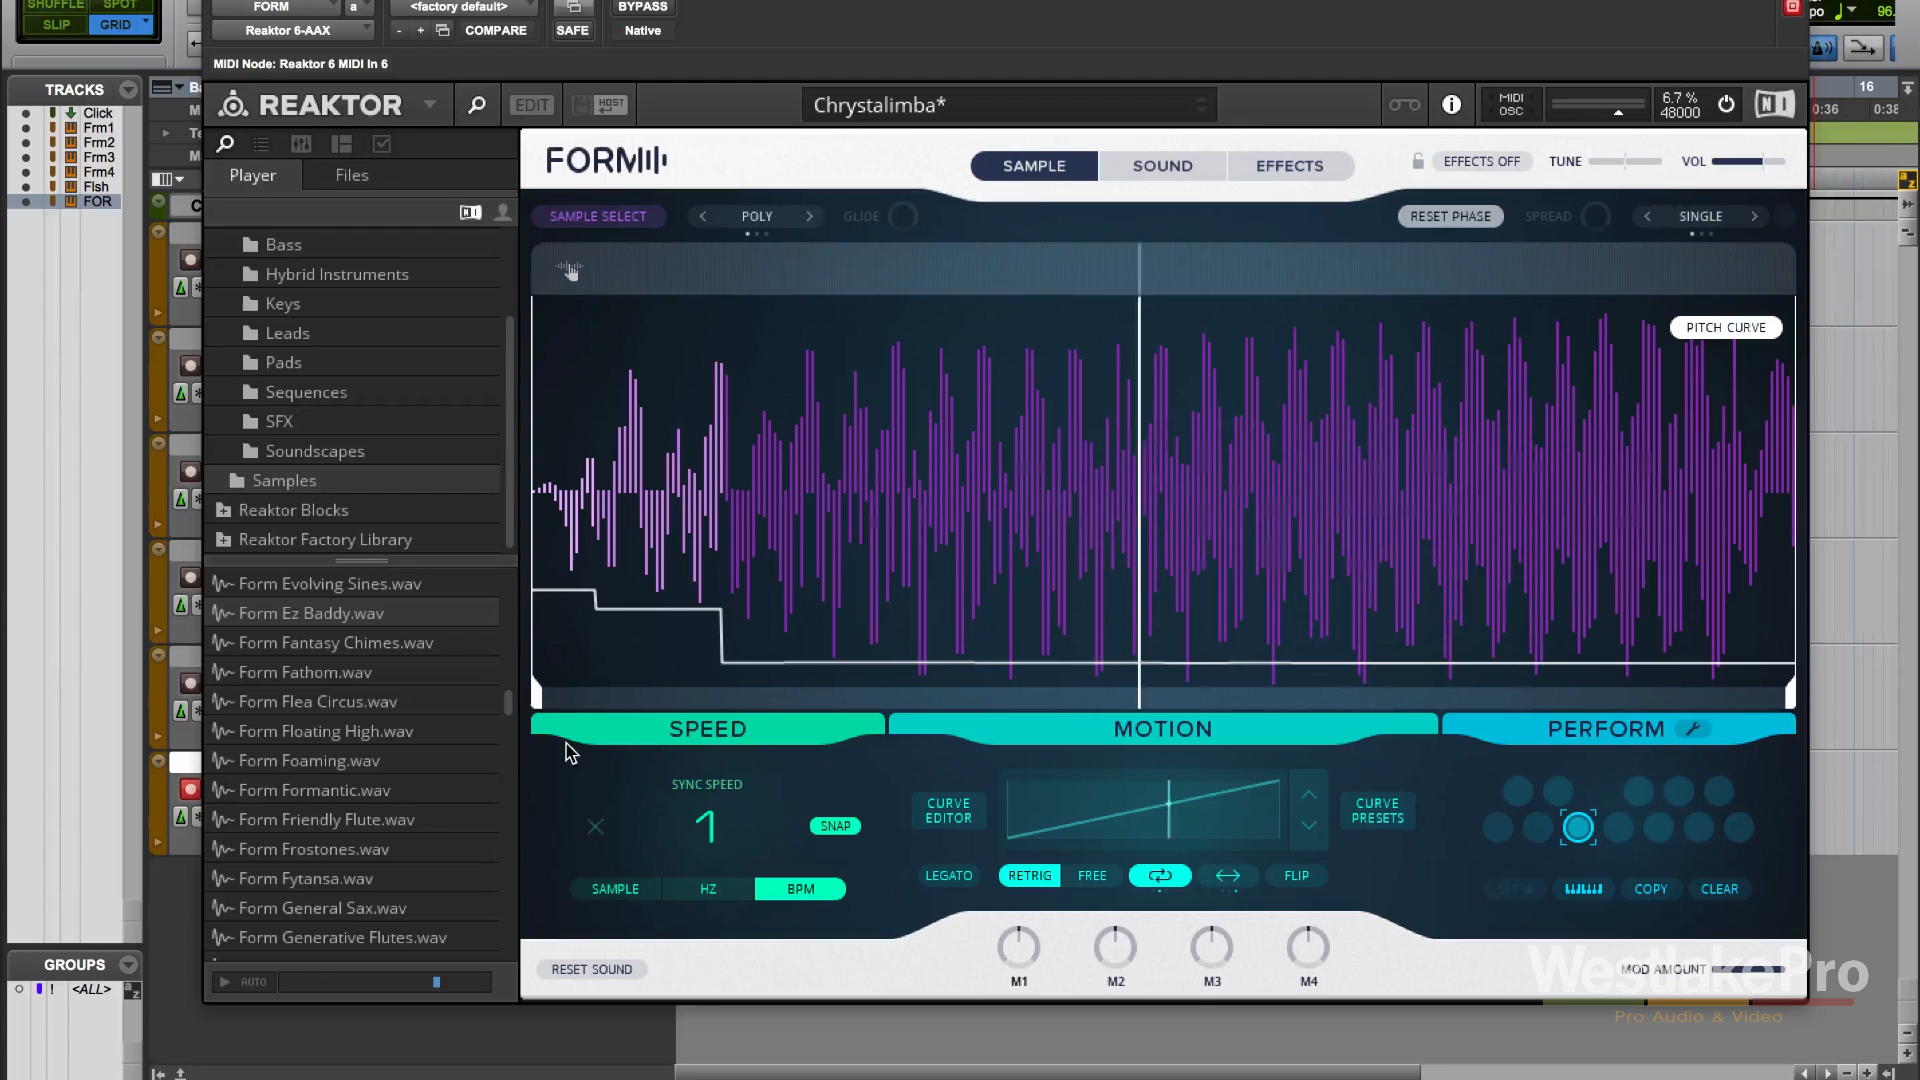 SHUFFLE SPOT
SLIP GRID
FORM a <factory default> BYPASS
Reaktor 6-AAX - + COMPARE SAFE Native
MIDI Node: Reaktor 6 MIDI In 6
po 96.
TRACKS
Click
Frm1
Frm2
Frm3
Frm4
Flsh
FOR
GROUPS
! <ALL>
REAKTOR EDIT HOST Chrystalimba* i MIDI OSC 6.7 % 48000 NI
16
0:36 0:38
Player Files
Bass
Hybrid Instruments
Keys
Leads
Pads
Sequences
SFX
Soundscapes
Samples
Reaktor Blocks
Reaktor Factory Library
Form Evolving Sines.wav
Form Ez Baddy.wav
Form Fantasy Chimes.wav
Form Fathom.wav
Form Flea Circus.wav
Form Floating High.wav
Form Foaming.wav
Form Formantic.wav
Form Friendly Flute.wav
Form Frostones.wav
Form Fytansa.wav
Form General Sax.wav
Form Generative Flutes.wav
AUTO
FORM SAMPLE SOUND EFFECTS EFFECTS OFF TUNE VOL
SAMPLE SELECT POLY GLIDE RESET PHASE SPREAD SINGLE
PITCH CURVE
SPEED MOTION PERFORM
SYNC SPEED
1 SNAP
SAMPLE HZ BPM
CURVE EDITOR CURVE PRESETS
LEGATO RETRIG FREE FLIP
COPY CLEAR
RESET SOUND M1 M2 M3 M4 MOD AMOUNT
WestlakePro
Pro Audio & Video